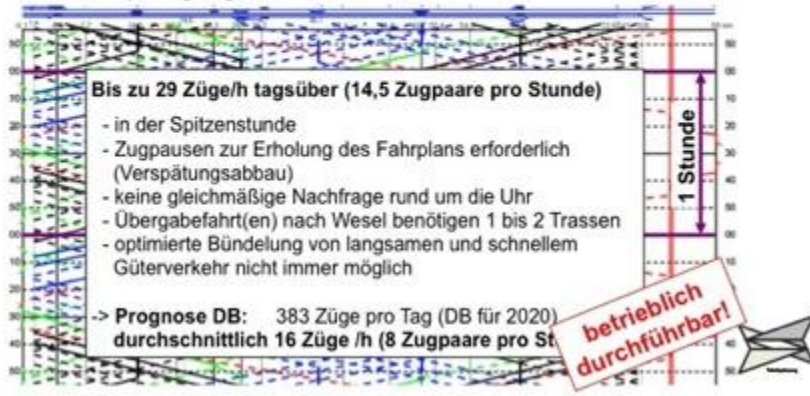 Bis zu 29 Züge/h tagsüber (14,5 Zugpaare pro Stunde)
- in der Spitzenstunde
- Zugpausen zur Erholung des Fahrplans erforderlich
(Verspätungsabbau)
- keine gleichmäßige Nachfrage rund um die Uhr
- Übergabefahrt(en) nach Wesel benötigen 1 bis 2 Trassen
- optimierte Bündelung von langsamen und schnellem
Güterverkehr nicht immer möglich
-> Prognose DB: 383 Züge pro Tag (DB für 2020)
durchschnittlich 16 Züge /h (8 Zugpaare pro St
1 Stunde
betrieblich
durchführbar!